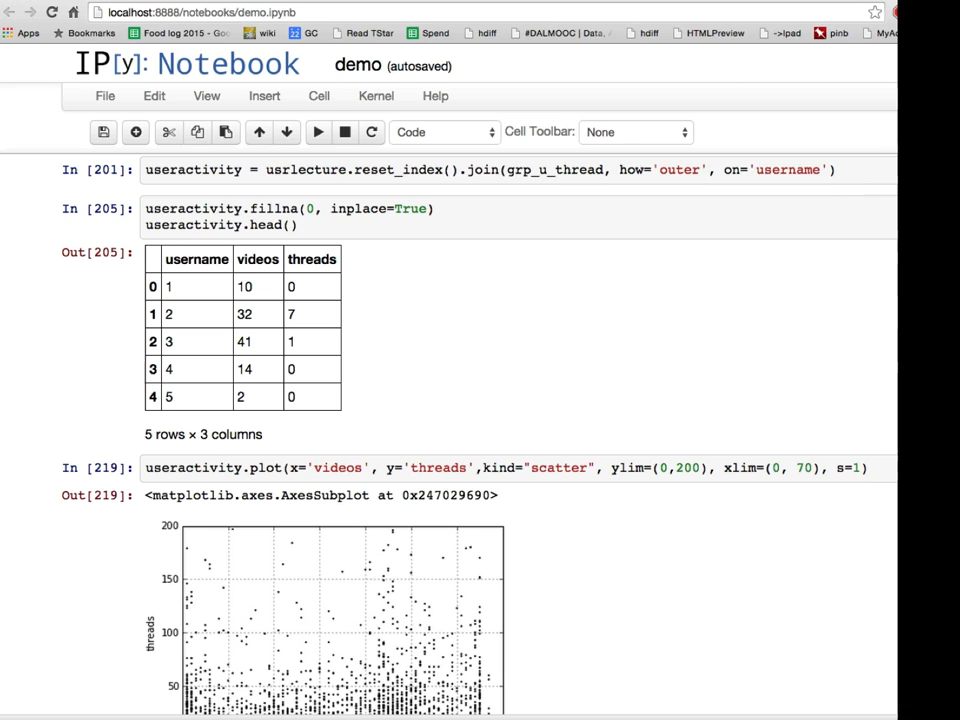 localhost:8888/notebooks/demo.ipynb
Apps Bookmarks Food log 2015 - Goo wiki GC Read TStar Spend hdiff #DALMOOC | Data, hdiff HTMLPreview ->Ipad pinb MyAc
IP[y]: Notebook demo (autosaved)
File Edit View Insert Cell Kernel Help
Code Cell Toolbar: None
In [201]: useractivity = usrlecture.reset_index().join(grp_u_thread, how='outer', on='username')
In [205]: useractivity.fillna(0, inplace=True)
useractivity.head()
Out[205]:
username videos threads
0 1 10 0
1 2 32 7
2 3 41 1
3 4 14 0
4 5 2 0
5 rows × 3 columns
In [219]: useractivity.plot(x='videos', y='threads',kind="scatter", ylim=(0,200), xlim=(0, 70), s=1)
Out[219]: <matplotlib.axes.AxesSubplot at 0x247029690>
200
150
100
50
threads